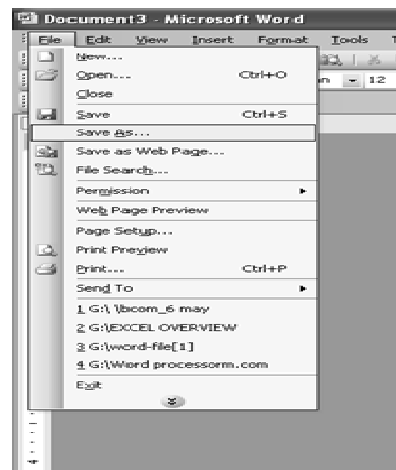 Document3 - Microsoft Word
File Edit View Insert Format Tools
New...
Open... Ctrl+O
12
Close
Save Ctrl+S
Save As...
Save as Web Page...
File Search...
Permission
Web Page Preview
Page Setup...
Print Preview
Print... Ctrl+P
Send To
1 G:\ \bcom_6 may
2 G:\EXCEL OVERVIEW
3 G:\word-file[1]
4 G:\Word processorm.com
Exit
4